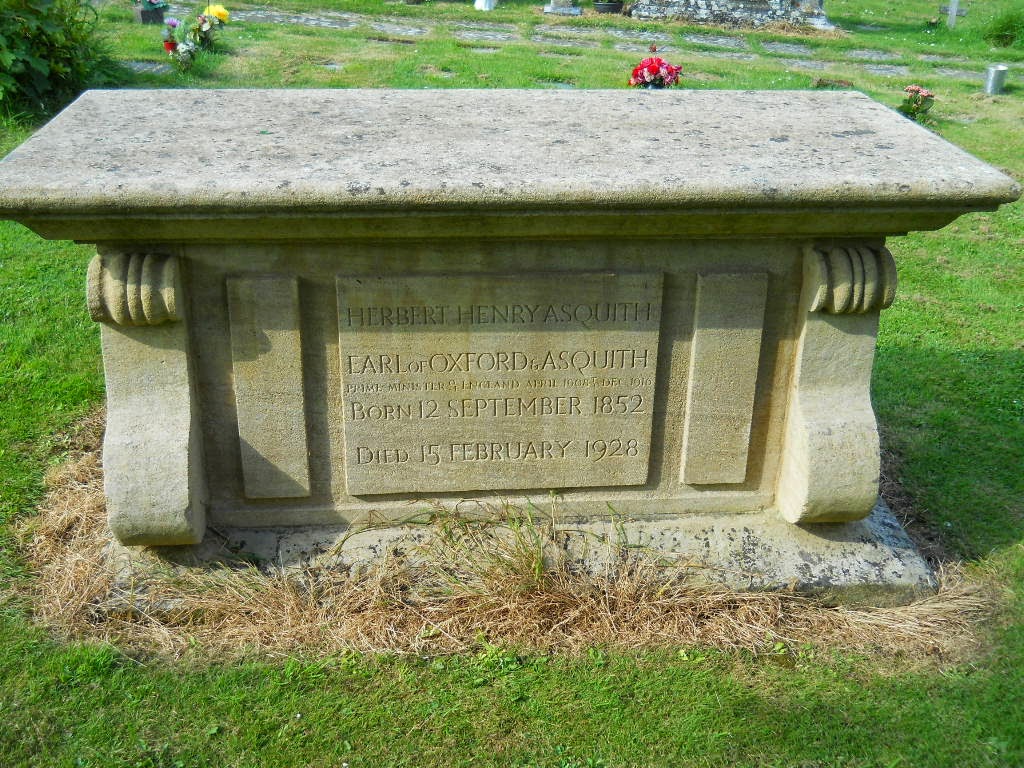 HERBERT HENRY ASQUITH
EARL OF OXFORD & ASQUITH
PRIME MINISTER OF ENGLAND APRIL 1908 TO DEC. 1916
BORN 12 SEPTEMBER 1852
DIED 15 FEBRUARY 1928